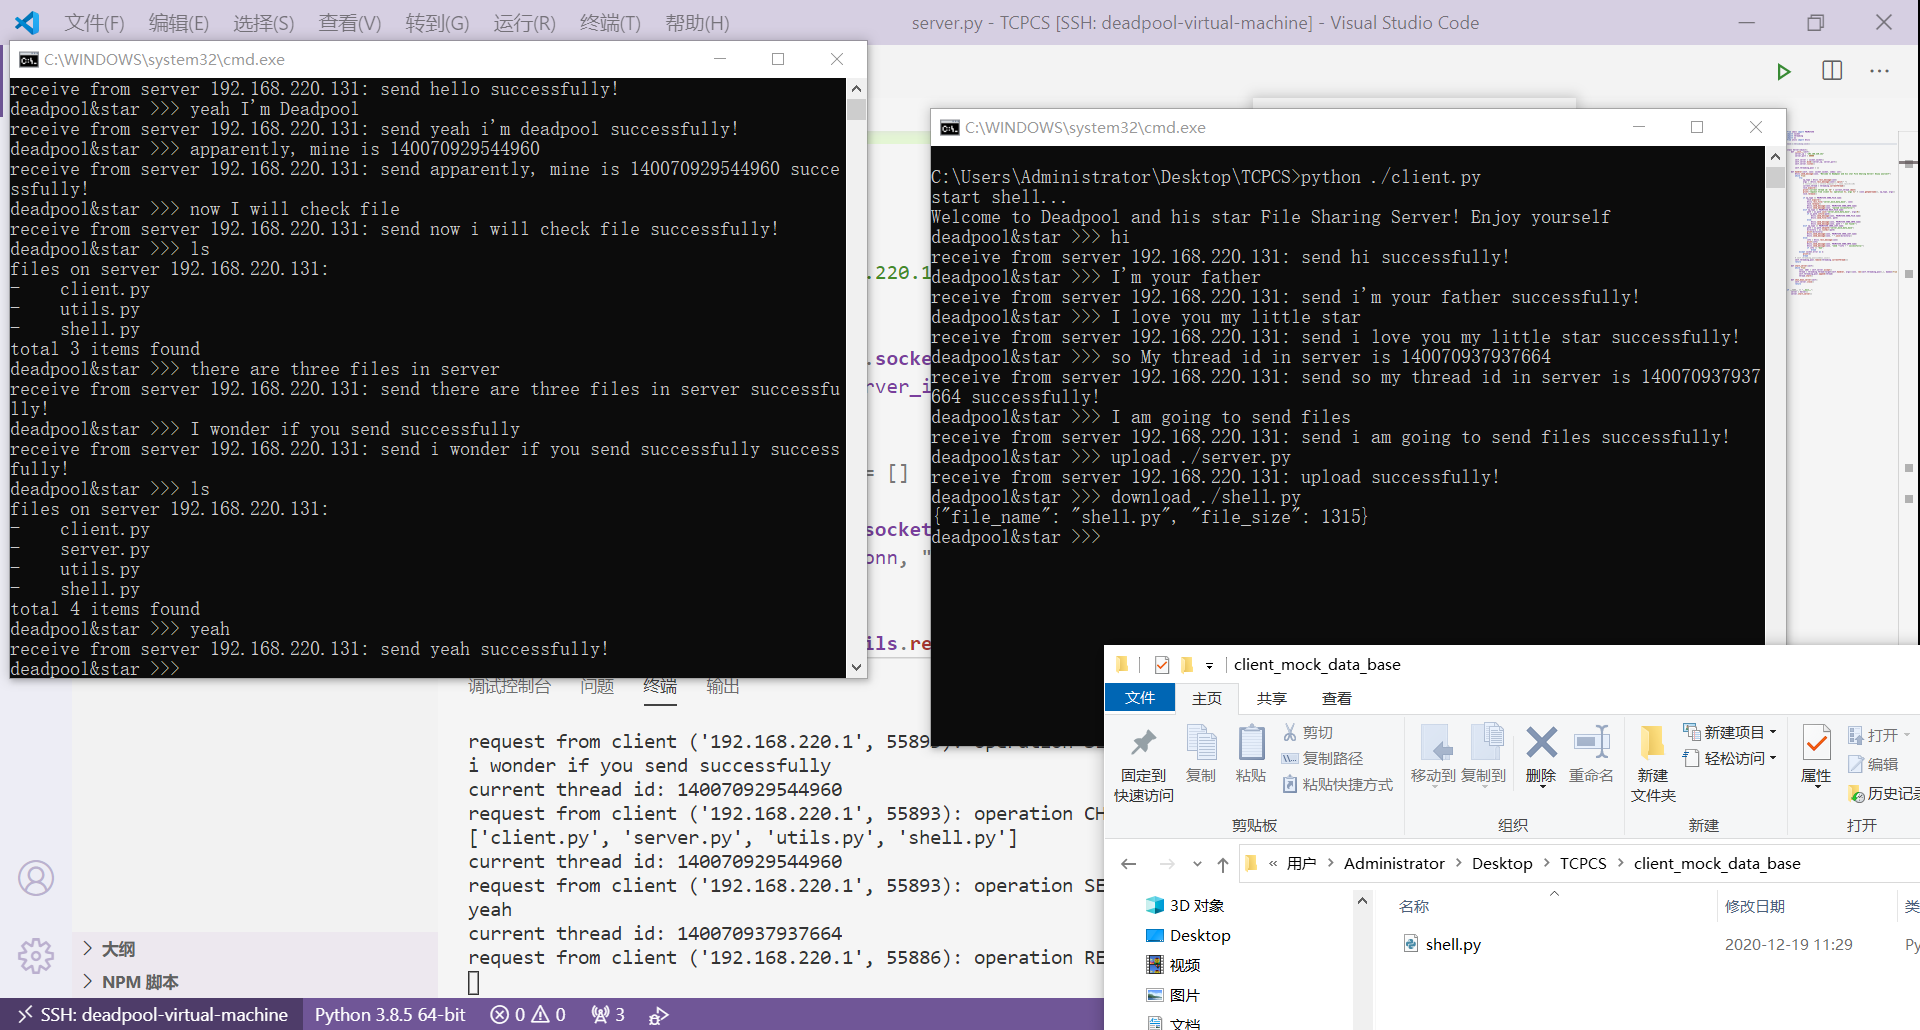 文件(F) 编辑(E) 选择(S) 查看(V) 转到(G) 运行(R) 终端(T) 帮助(H) server.py - TCPCS [SSH: deadpool-virtual-machine] - Visual Studio Code
C:\WINDOWS\system32\cmd.exe
receive from server 192.168.220.131: send hello successfully!
deadpool&star >>> yeah I'm Deadpool
receive from server 192.168.220.131: send yeah i'm deadpool successfully!
deadpool&star >>> apparently, mine is 140070929544960
receive from server 192.168.220.131: send apparently, mine is 140070929544960 succe
ssfully!
deadpool&star >>> now I will check file
receive from server 192.168.220.131: send now i will check file successfully!
deadpool&star >>> ls
files on server 192.168.220.131:
- client.py
- utils.py
- shell.py
total 3 items found
deadpool&star >>> there are three files in server
receive from server 192.168.220.131: send there are three files in server successfu
lly!
deadpool&star >>> I wonder if you send successfully
receive from server 192.168.220.131: send i wonder if you send successfully success
fully!
deadpool&star >>> ls
files on server 192.168.220.131:
- client.py
- server.py
- utils.py
- shell.py
total 4 items found
deadpool&star >>> yeah
receive from server 192.168.220.131: send yeah successfully!
deadpool&star >>>
.220.1
.socke
rver_i
= []
socket
onn, "
ils.re
C:\WINDOWS\system32\cmd.exe
C:\Users\Administrator\Desktop\TCPCS>python ./client.py
start shell...
Welcome to Deadpool and his star File Sharing Server! Enjoy yourself
deadpool&star >>> hi
receive from server 192.168.220.131: send hi successfully!
deadpool&star >>> I'm your father
receive from server 192.168.220.131: send i'm your father successfully!
deadpool&star >>> I love you my little star
receive from server 192.168.220.131: send i love you my little star successfully!
deadpool&star >>> so My thread id in server is 140070937937664
receive from server 192.168.220.131: send so my thread id in server is 140070937937
664 successfully!
deadpool&star >>> I am going to send files
receive from server 192.168.220.131: send i am going to send files successfully!
deadpool&star >>> upload ./server.py
receive from server 192.168.220.131: upload successfully!
deadpool&star >>> download ./shell.py
{"file_name": "shell.py", "file_size": 1315}
deadpool&star >>>
调试控制台 问题 终端 输出
request from client ('192.168.220.1', 5589
i wonder if you send successfully
current thread id: 140070929544960
request from client ('192.168.220.1', 55893): operation CH
['client.py', 'server.py', 'utils.py', 'shell.py']
current thread id: 140070929544960
request from client ('192.168.220.1', 55893): operation SE
yeah
current thread id: 140070937937664
request from client ('192.168.220.1', 55886): operation RE
大纲
NPM 脚本
SSH: deadpool-virtual-machine Python 3.8.5 64-bit 0 0 3
client_mock_data_base
文件 主页 共享 查看
固定到
快速访问
复制
粘贴
剪切
复制路径
粘贴快捷方式
移动到 复制到 删除 重命名
新建
文件夹
新建项目
轻松访问
属性
打开
编辑
历史记录
剪贴板 组织 新建 打开
« 用户 > Administrator > Desktop > TCPCS > client_mock_data_base
3D 对象
Desktop
视频
图片
文档
名称 修改日期 类
shell.py 2020-12-19 11:29 Py